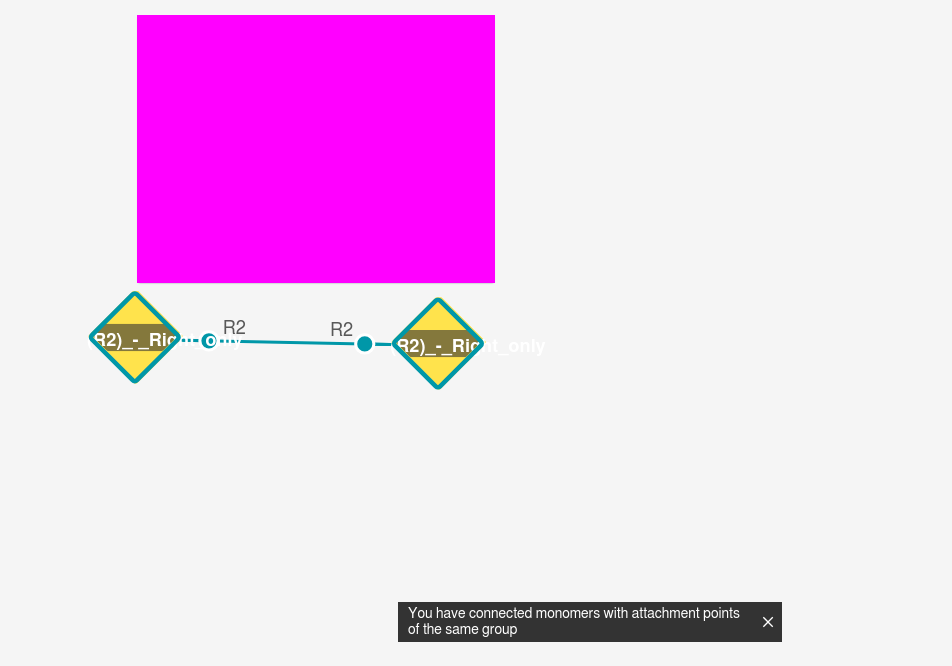 R2 R2
R2)_-_Right_only R2)_-_Right_only
You have connected monomers with attachment points
of the same group